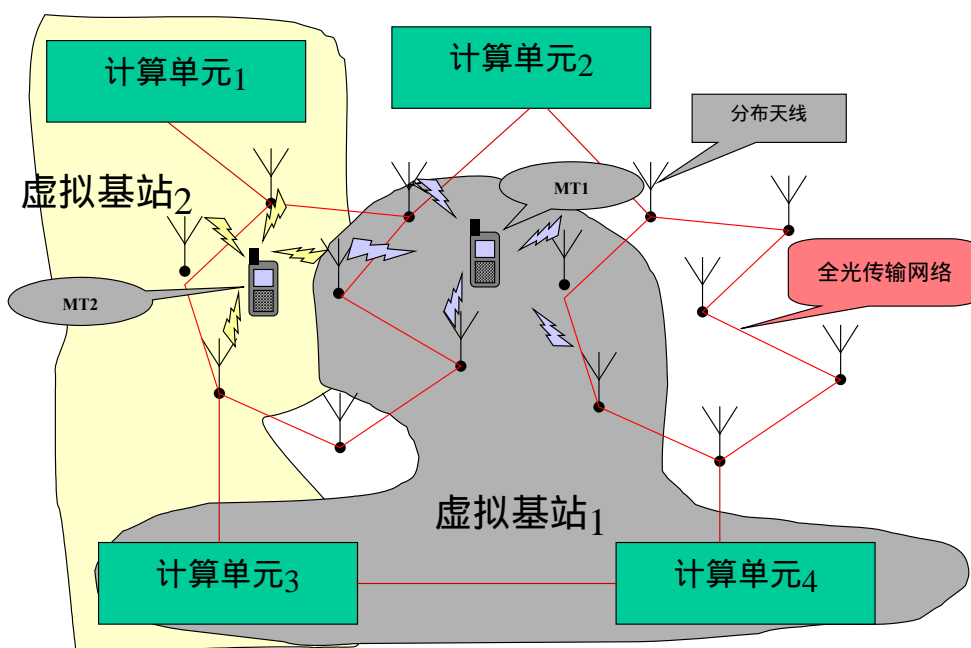 计算单元1
计算单元2
分布天线
虚拟基站2
MT1
全光传输网络
MT2
虚拟基站1
计算单元3
计算单元4